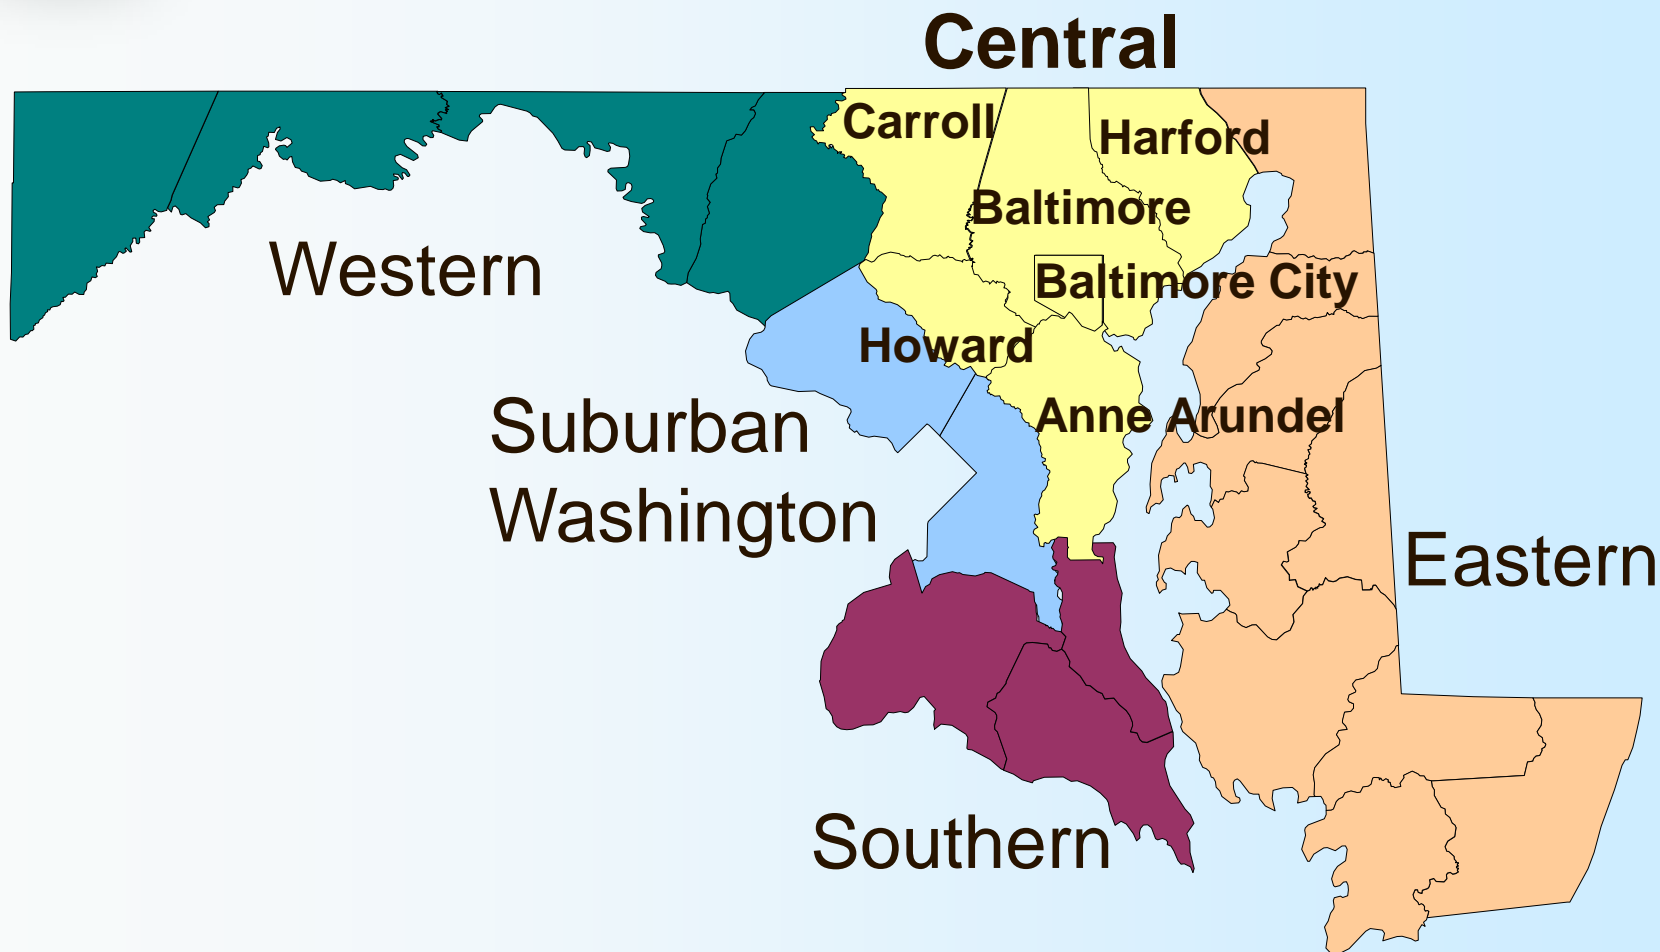 Central
Carroll
Harford
Baltimore
Western
Baltimore City
Howard
Suburban
Washington
Anne Arundel
Eastern
Southern